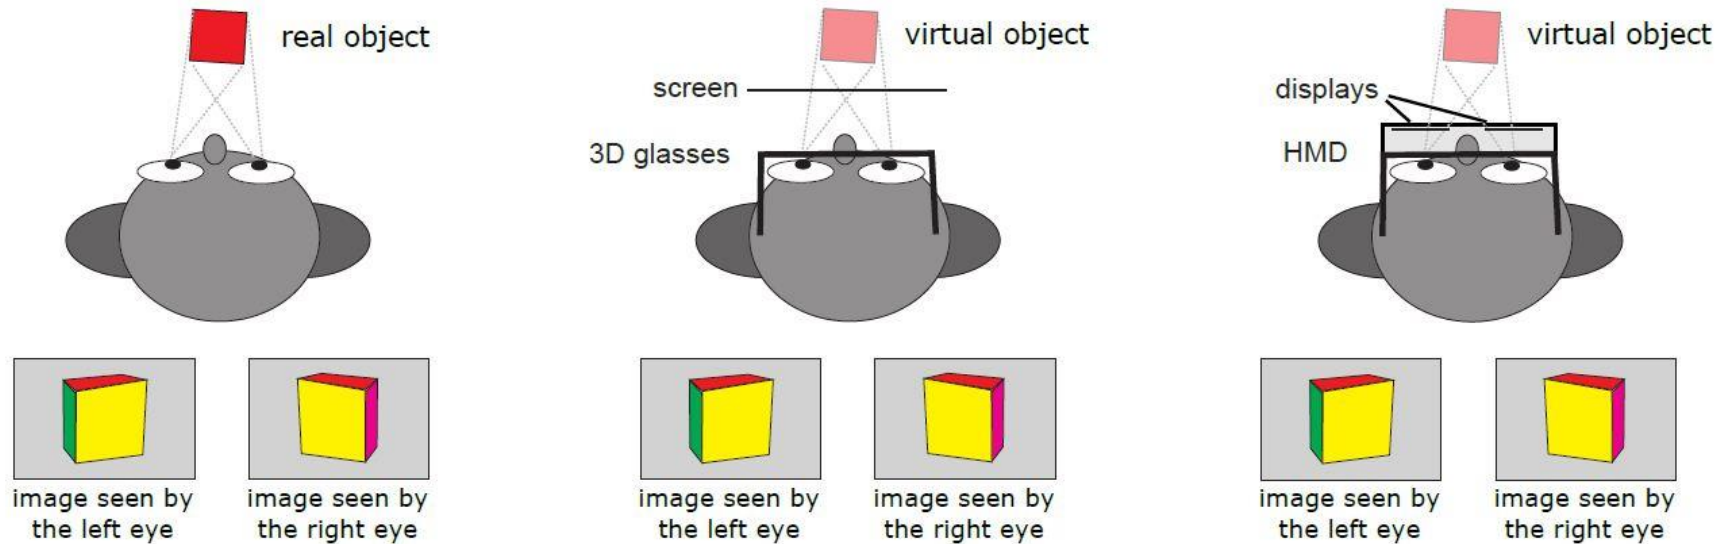 real object
virtual object
screen
3D glasses
virtual object
displays
HMD
image seen by
the left eye
image seen by
the right eye
image seen by
the left eye
image seen by
the right eye
image seen by
the left eye
image seen by
the right eye